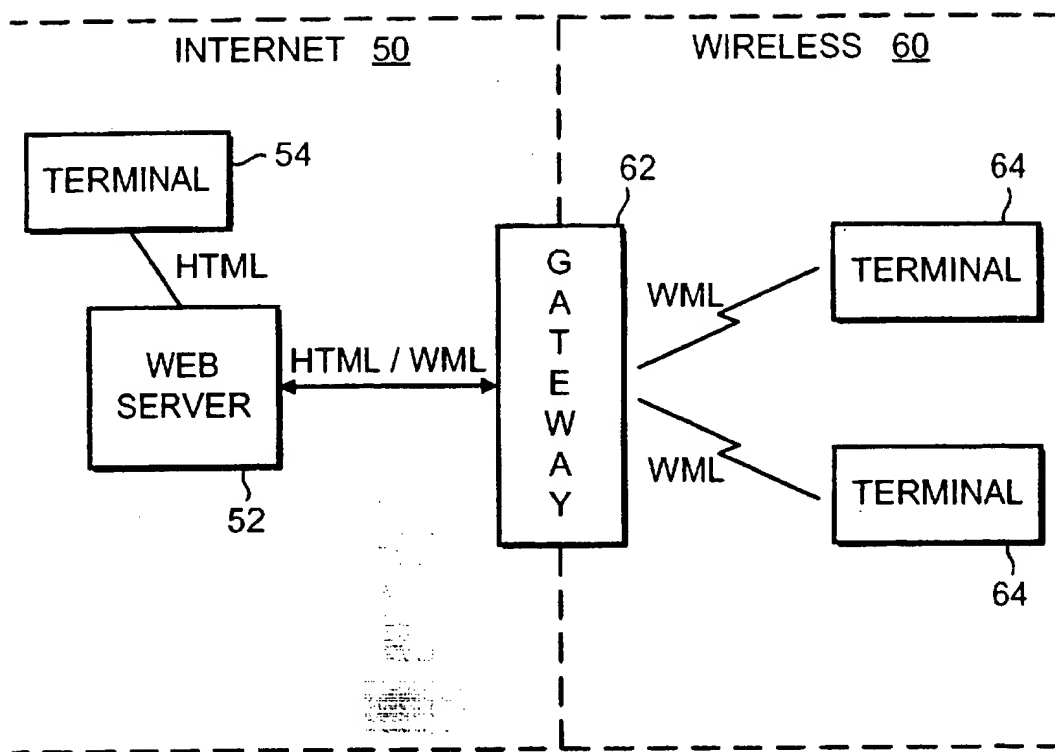 INTERNET 50
WIRELESS 60
TERMINAL
54
HTML
WEB
SERVER
52
HTML / WML
62
GATEWAY
WML
WML
64
TERMINAL
TERMINAL
64